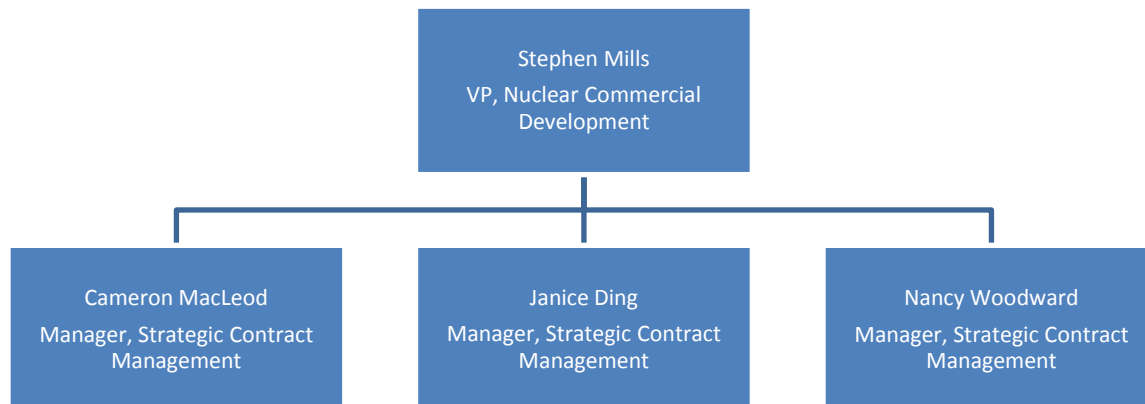 Stephen Mills
VP, Nuclear Commercial
Development
Cameron MacLeod
Manager, Strategic Contract
Management
Janice Ding
Manager, Strategic Contract
Management
Nancy Woodward
Manager, Strategic Contract
Management